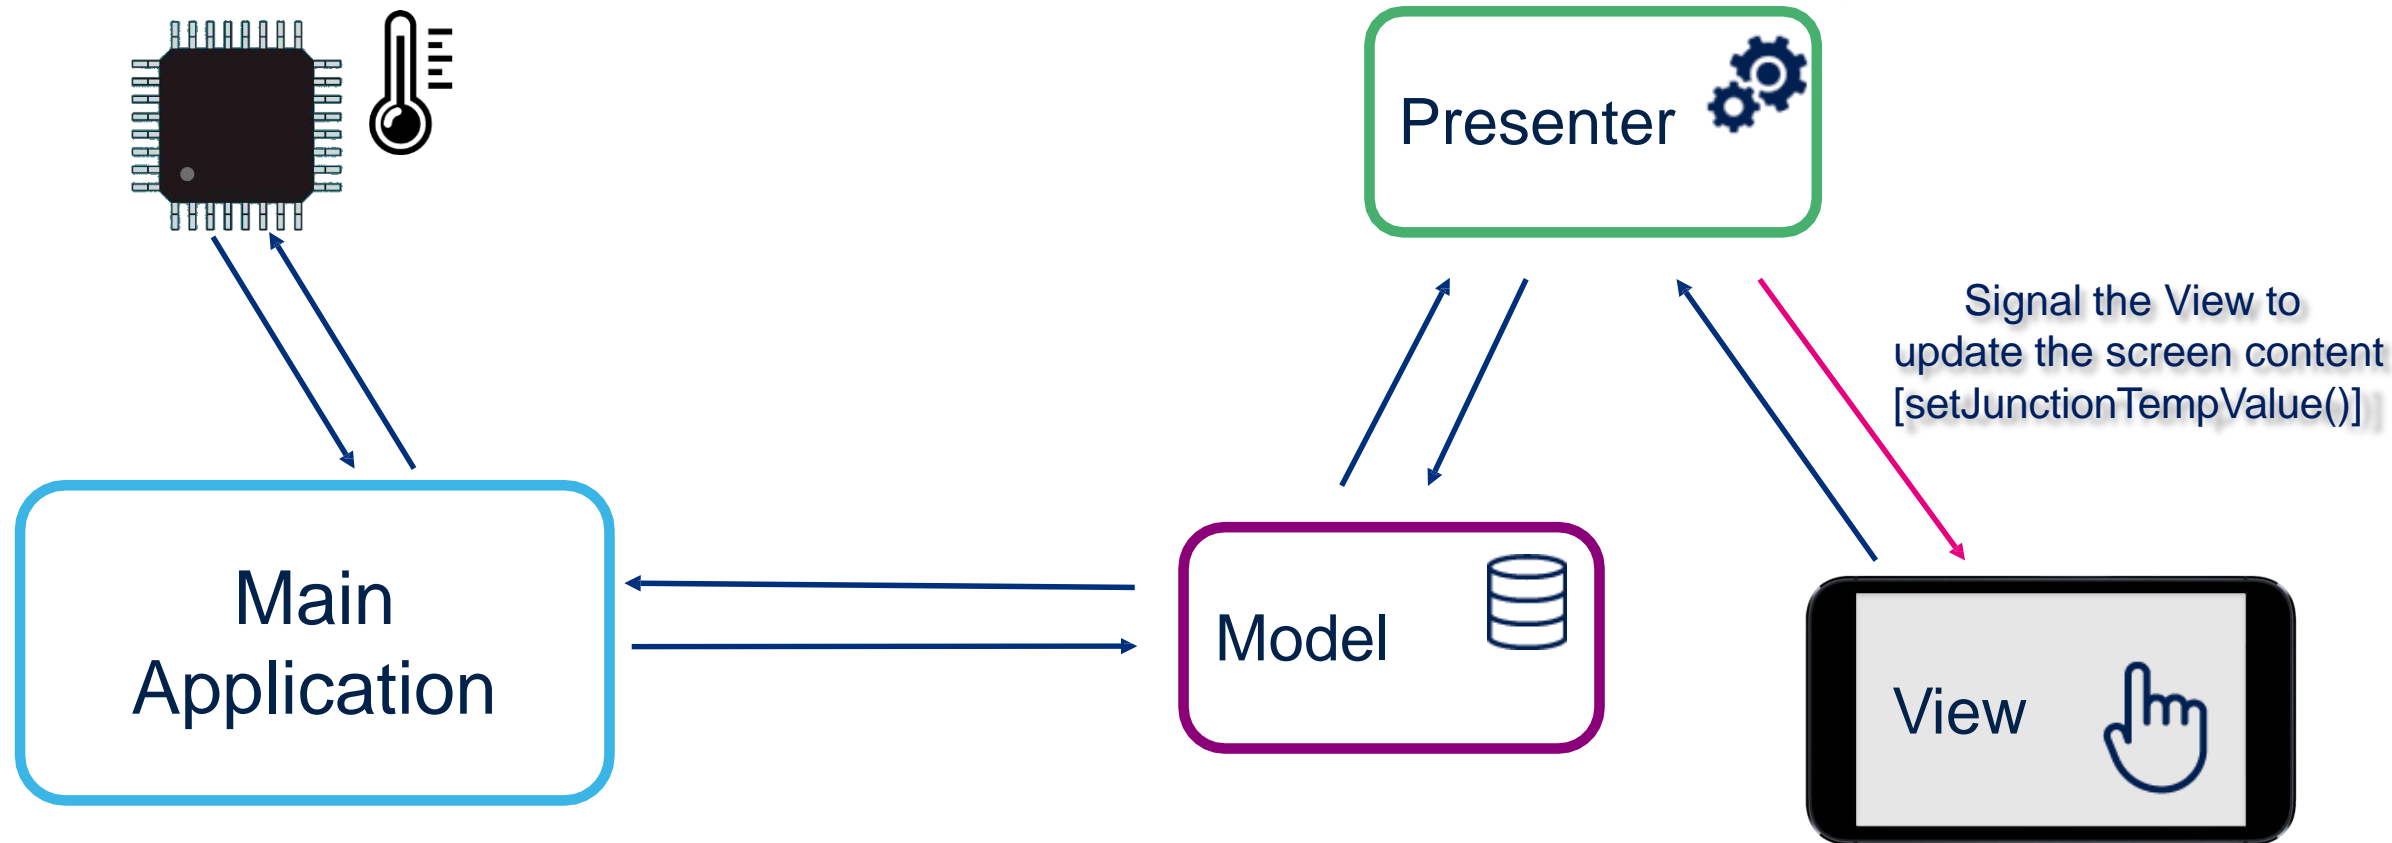 Presenter
Signal the View to
update the screen content
[setJunctionTempValue()]
Main
Application
Model
View